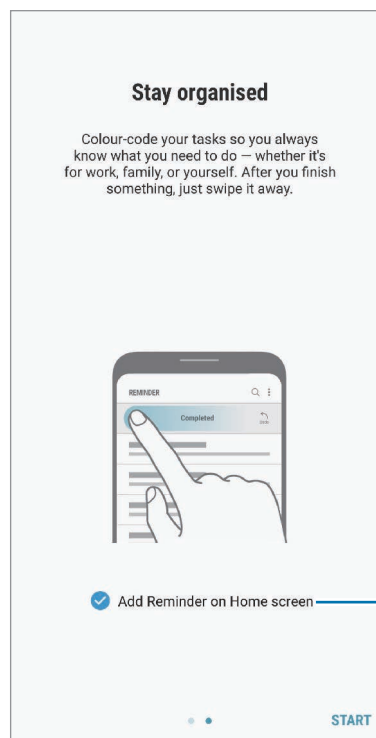 Stay organised
Colour-code your tasks so you always
know what you need to do — whether it's
for work, family, or yourself. After you finish
something, just swipe it away.
REMINDER
Completed
Add Reminder on Home screen
START